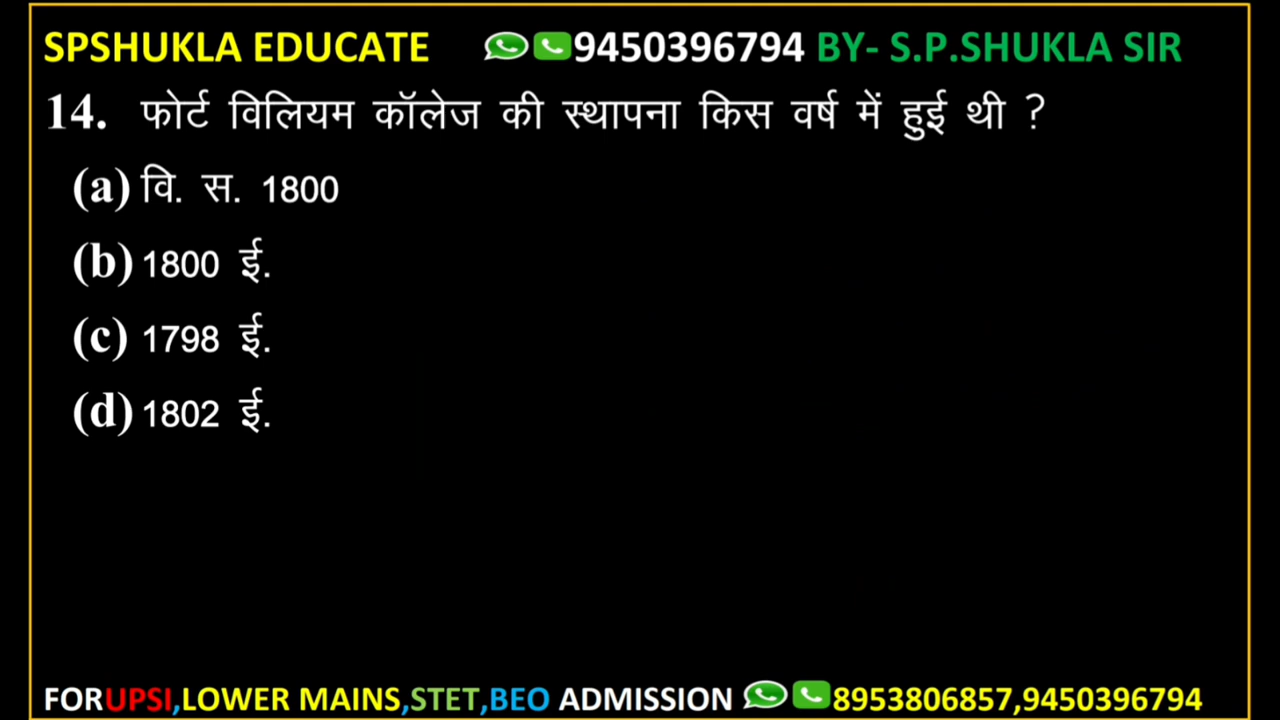 SPSHUKLA EDUCATE 9450396794 BY- S.P.SHUKLA SIR
14. फोर्ट विलियम कॉलेज की स्थापना किस वर्ष में हुई थी ?
(a) वि. स. 1800
(b) 1800 ई.
(c) 1798 ई.
(d) 1802 ई.
FORUPSI,LOWER MAINS,STET,BEO ADMISSION 8953806857,9450396794